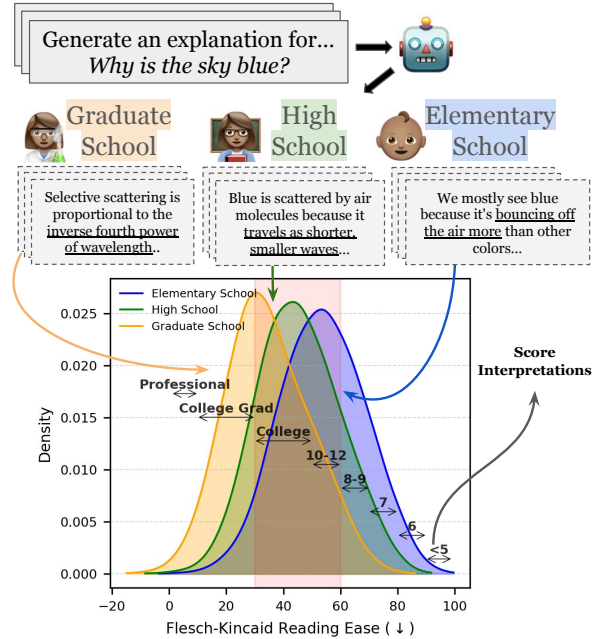 Generate an explanation for...
Why is the sky blue?
Graduate
School
High
School
Elementary
School
Selective scattering is
proportional to the
inverse fourth power
of wavelength..
Blue is scattered by air
molecules because it
travels as shorter,
smaller waves...
We mostly see blue
because it's bouncing off
the air more than other
colors...
Elementary School
High School
Graduate School
Score
Interpretations
Professional
College Grad
College
10-12
8-9
7
6
<5
Density
0.025
0.020
0.015
0.010
0.005
0.000
−20
0
20
40
60
80
100
Flesch-Kincaid Reading Ease (↓)